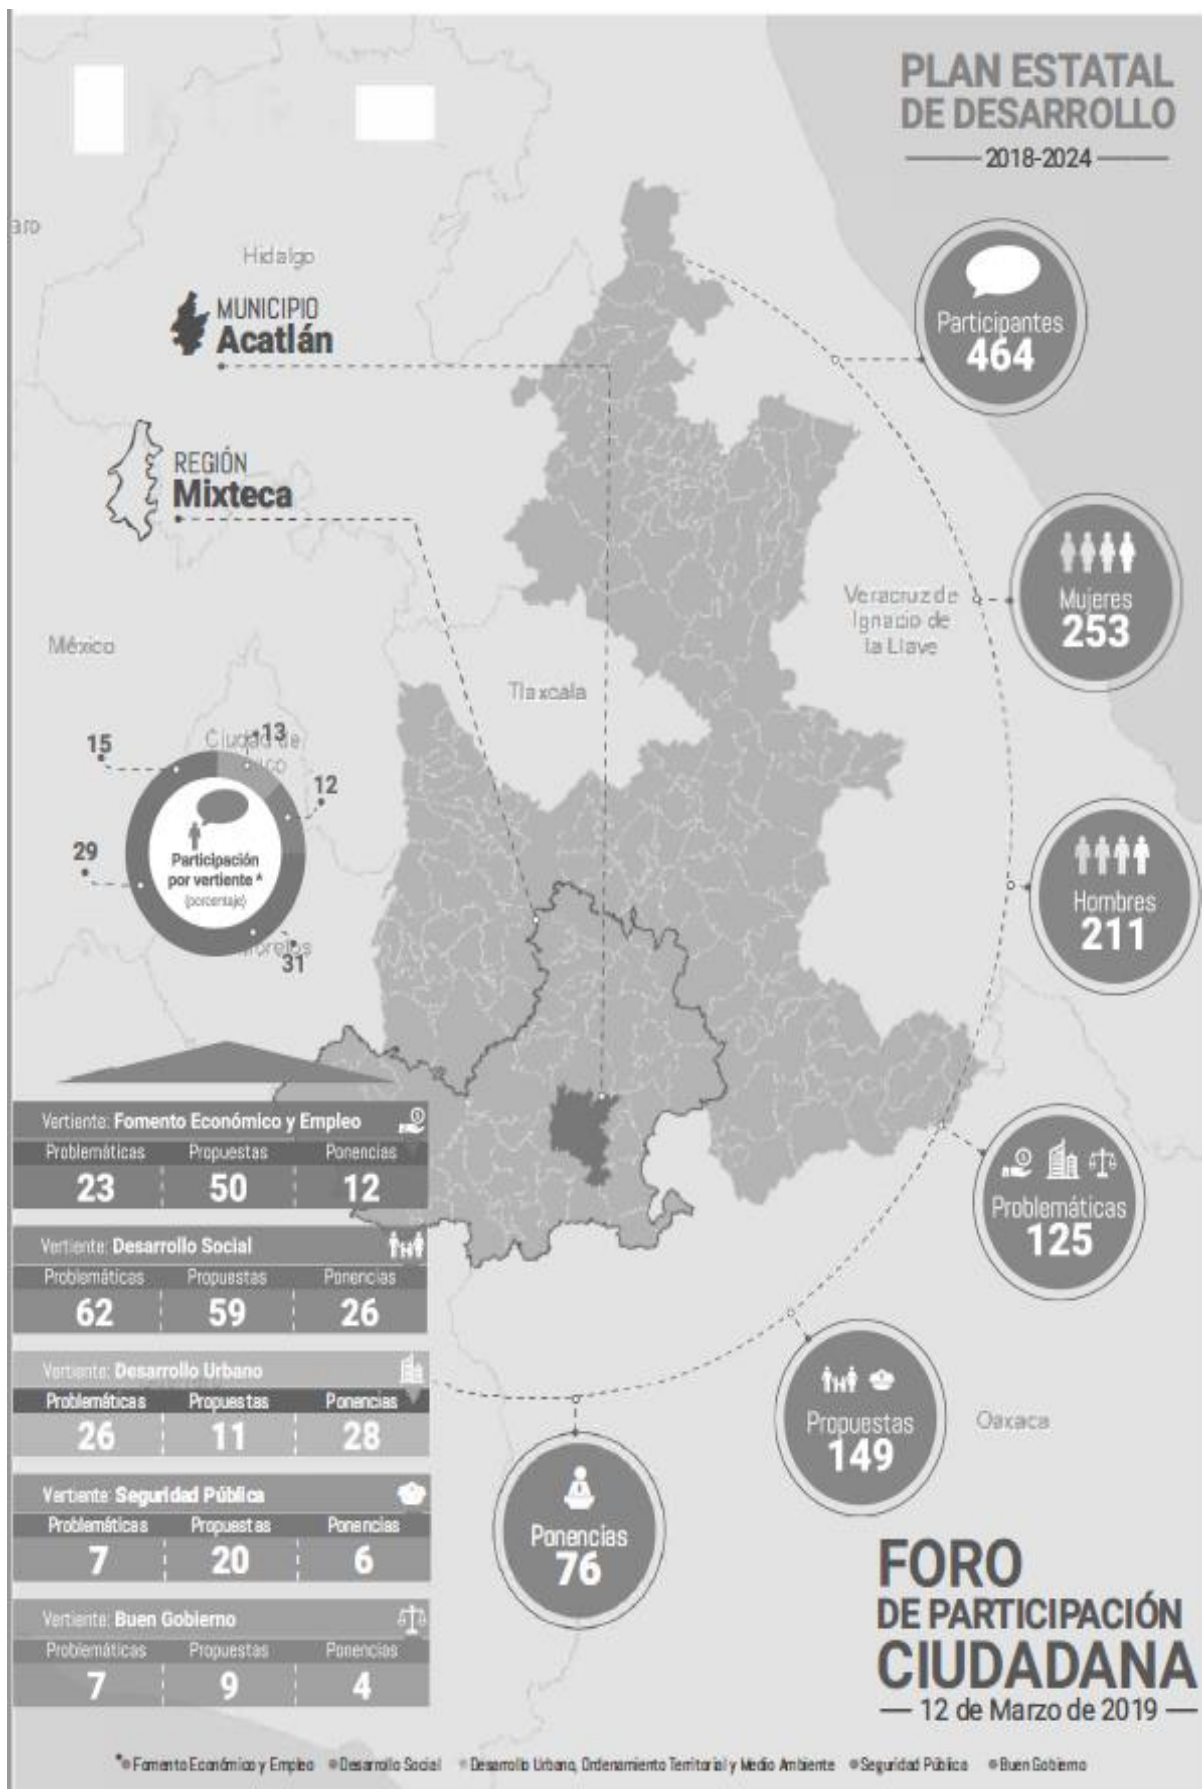 PLAN ESTATAL
DE DESARROLLO
2018-2024
aro
Hidalgo
MUNICIPIO
Acatlán
REGIÓN
Mixteca
Participantes
464
Mujeres
253
Veracruz de
Ignacio de
la Llave
México
Tlaxcala
Ciudad de
13
15
12
29
31
Participación
por vertiente *
(porcentaje)
Hombres
211
Vertiente: Fomento Económico y Empleo
Problemáticas Propuestas Ponencias
23 50 12
Vertiente: Desarrollo Social
Problemáticas Propuestas Ponencias
62 59 26
Vertiente: Desarrollo Urbano
Problemáticas Propuestas Ponencias
26 11 28
Vertiente: Seguridad Pública
Problemáticas Propuestas Ponencias
7 20 6
Vertiente: Buen Gobierno
Problemáticas Propuestas Ponencias
7 9 4
Problemáticas
125
Propuestas
149
Oaxaca
Ponencias
76
FORO
DE PARTICIPACIÓN
CIUDADANA
12 de Marzo de 2019
* Fomento Económico y Empleo Desarrollo Social Desarrollo Urbano, Ordenamiento Territorial y Medio Ambiente Seguridad Pública Buen Gobierno